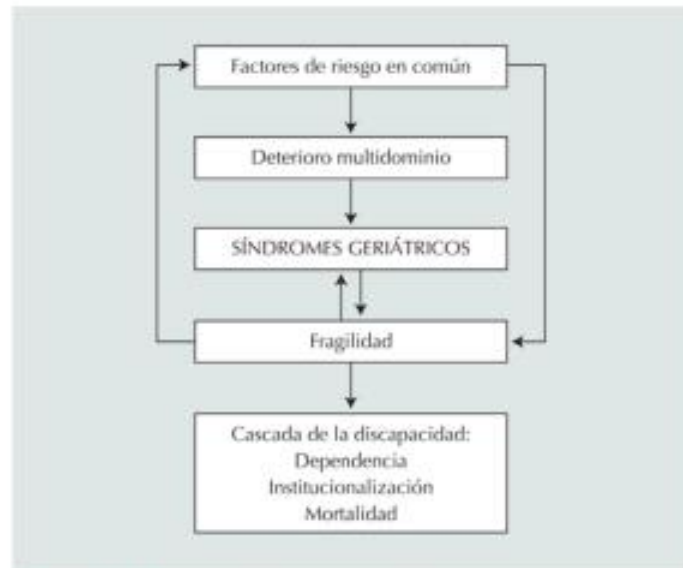 Factores de riesgo en común
Deterioro multidominio
SÍNDROMES GERIÁTRICOS
Fragilidad
Cascada de la discapacidad:
Dependencia
Institucionalización
Mortalidad